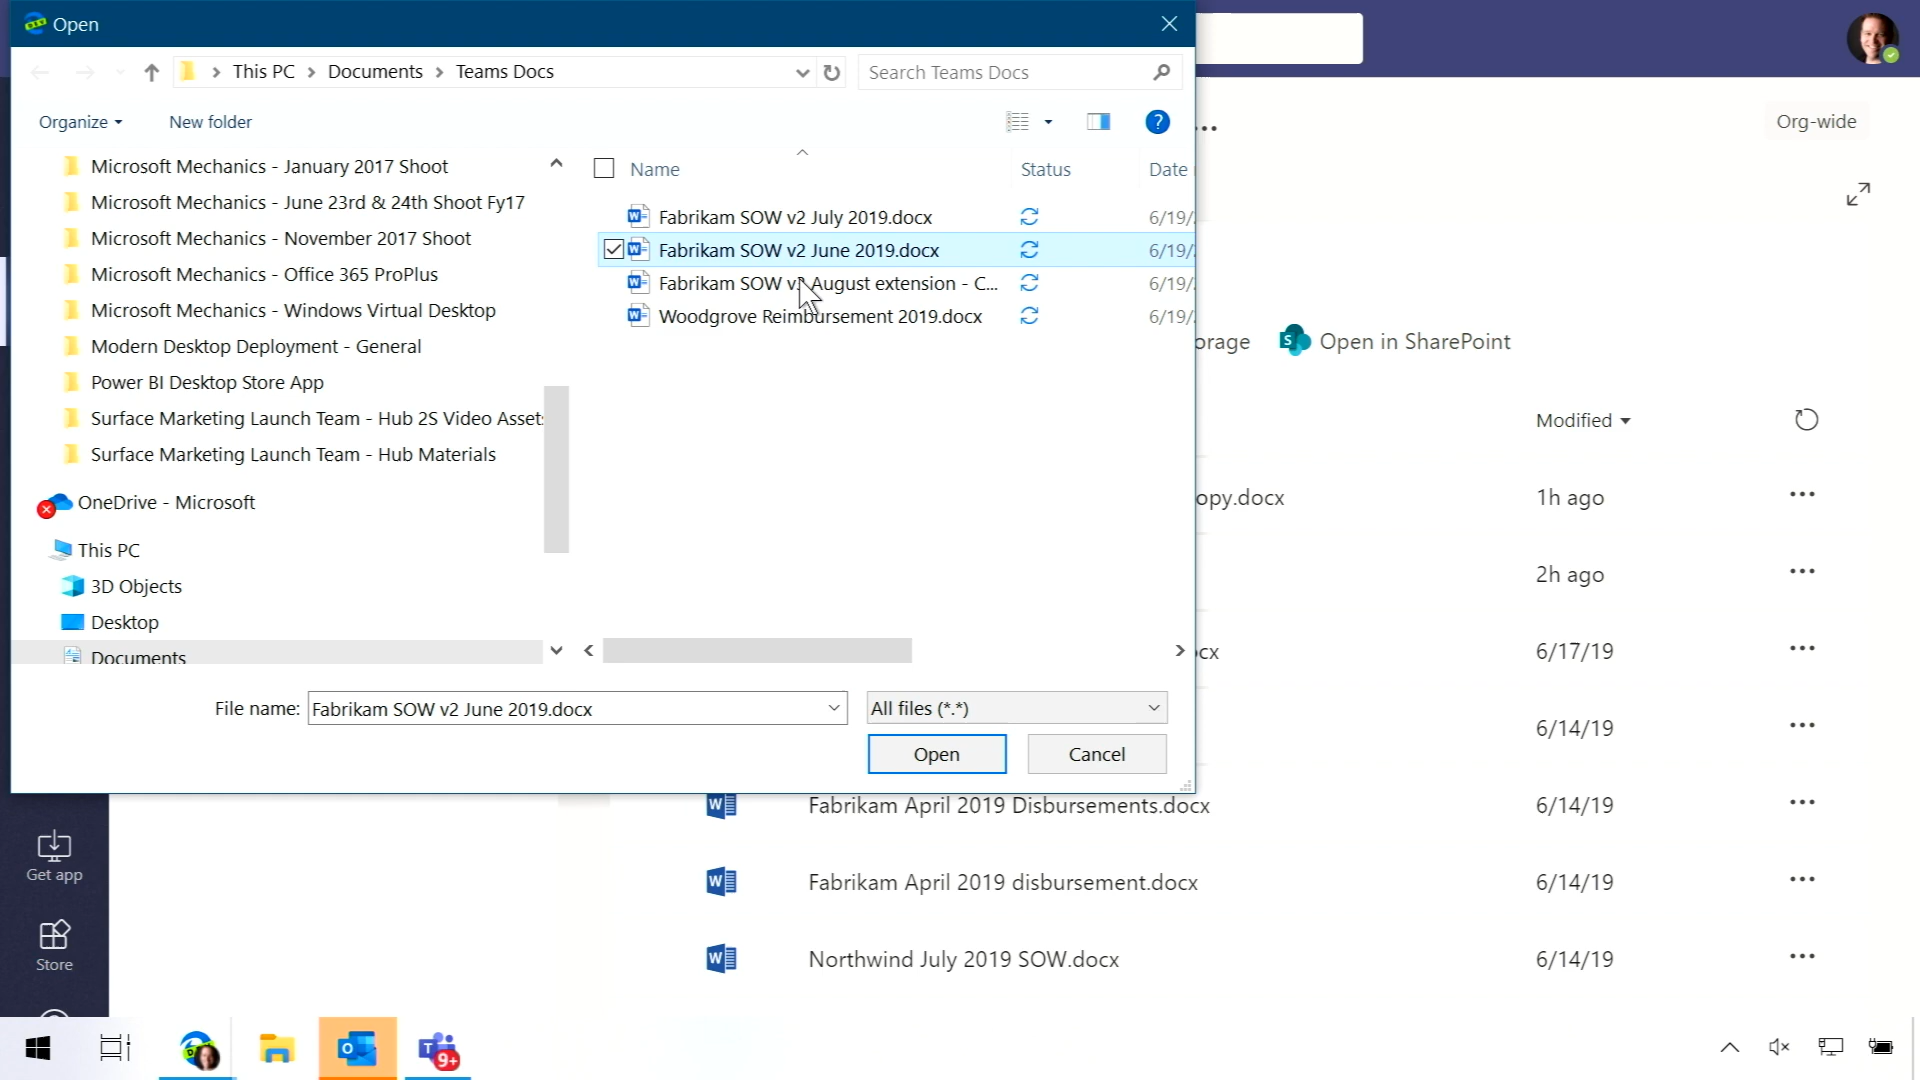 Open
This PC > Documents > Teams Docs
Search Teams Docs
Organize
New folder
Microsoft Mechanics - January 2017 Shoot
Microsoft Mechanics - June 23rd & 24th Shoot Fy17
Microsoft Mechanics - November 2017 Shoot
Microsoft Mechanics - Office 365 ProPlus
Microsoft Mechanics - Windows Virtual Desktop
Modern Desktop Deployment - General
Power BI Desktop Store App
Surface Marketing Launch Team - Hub 2S Video Assets
Surface Marketing Launch Team - Hub Materials
OneDrive - Microsoft
This PC
3D Objects
Desktop
Documents
Name Status Date
Fabrikam SOW v2 July 2019.docx 6/19/
Fabrikam SOW v2 June 2019.docx 6/19/
Fabrikam SOW August extension - C... 6/19/
Woodgrove Reimbursement 2019.docx 6/19/
File name: Fabrikam SOW v2 June 2019.docx
All files (*.*)
Open
Cancel
...
Org-wide
orage
Open in SharePoint
Modified
opy.docx 1h ago
2h ago
cx 6/17/19
6/14/19
Fabrikam April 2019 Disbursements.docx 6/14/19
Fabrikam April 2019 disbursement.docx 6/14/19
Northwind July 2019 SOW.docx 6/14/19
Get app
Store
9+